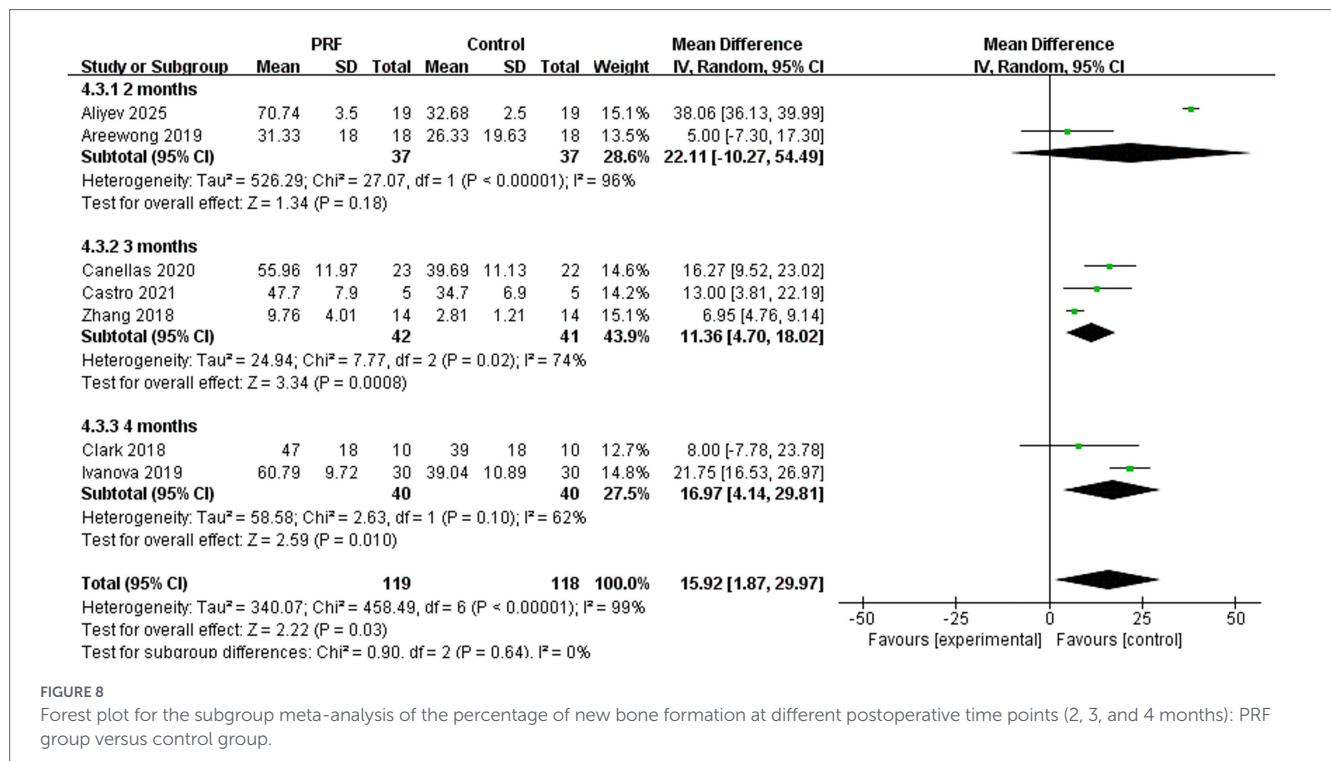 PRF Control Mean Difference Mean Difference
Study or Subgroup Mean SD Total Mean SD Total Weight IV, Random, 95% CI IV, Random, 95% CI
4.3.1 2 months
Aliyev 2025 70.74 3.5 19 32.68 2.5 19 15.1% 38.06 [36.13, 39.99]
Areewong 2019 31.33 18 18 26.33 19.63 18 13.5% 5.00 [-7.30, 17.30]
Subtotal (95% CI) 37 37 28.6% 22.11 [-10.27, 54.49]
Heterogeneity: Tau² = 526.29; Chi² = 27.07, df = 1 (P < 0.00001); I² = 96%
Test for overall effect: Z = 1.34 (P = 0.18)
4.3.2 3 months
Canellas 2020 55.96 11.97 23 39.69 11.13 22 14.6% 16.27 [9.52, 23.02]
Castro 2021 47.7 7.9 5 34.7 6.9 5 14.2% 13.00 [3.81, 22.19]
Zhang 2018 9.76 4.01 14 2.81 1.21 14 15.1% 6.95 [4.76, 9.14]
Subtotal (95% CI) 42 41 43.9% 11.36 [4.70, 18.02]
Heterogeneity: Tau² = 24.94; Chi² = 7.77, df = 2 (P = 0.02); I² = 74%
Test for overall effect: Z = 3.34 (P = 0.0008)
4.3.3 4 months
Clark 2018 47 18 10 39 18 10 12.7% 8.00 [-7.78, 23.78]
Ivanova 2019 60.79 9.72 30 39.04 10.89 30 14.8% 21.75 [16.53, 26.97]
Subtotal (95% CI) 40 40 27.5% 16.97 [4.14, 29.81]
Heterogeneity: Tau² = 58.58; Chi² = 2.63, df = 1 (P = 0.10); I² = 62%
Test for overall effect: Z = 2.59 (P = 0.010)
Total (95% CI) 119 118 100.0% 15.92 [1.87, 29.97]
Heterogeneity: Tau² = 340.07; Chi² = 458.49, df = 6 (P < 0.00001); I² = 99%
Test for overall effect: Z = 2.22 (P = 0.03)
Test for subgroup differences: Chi² = 0.90, df = 2 (P = 0.64), I² = 0%
-50 -25 0 25 50
Favours [experimental] Favours [control]
FIGURE 8
Forest plot for the subgroup meta-analysis of the percentage of new bone formation at different postoperative time points (2, 3, and 4 months): PRF
group versus control group.